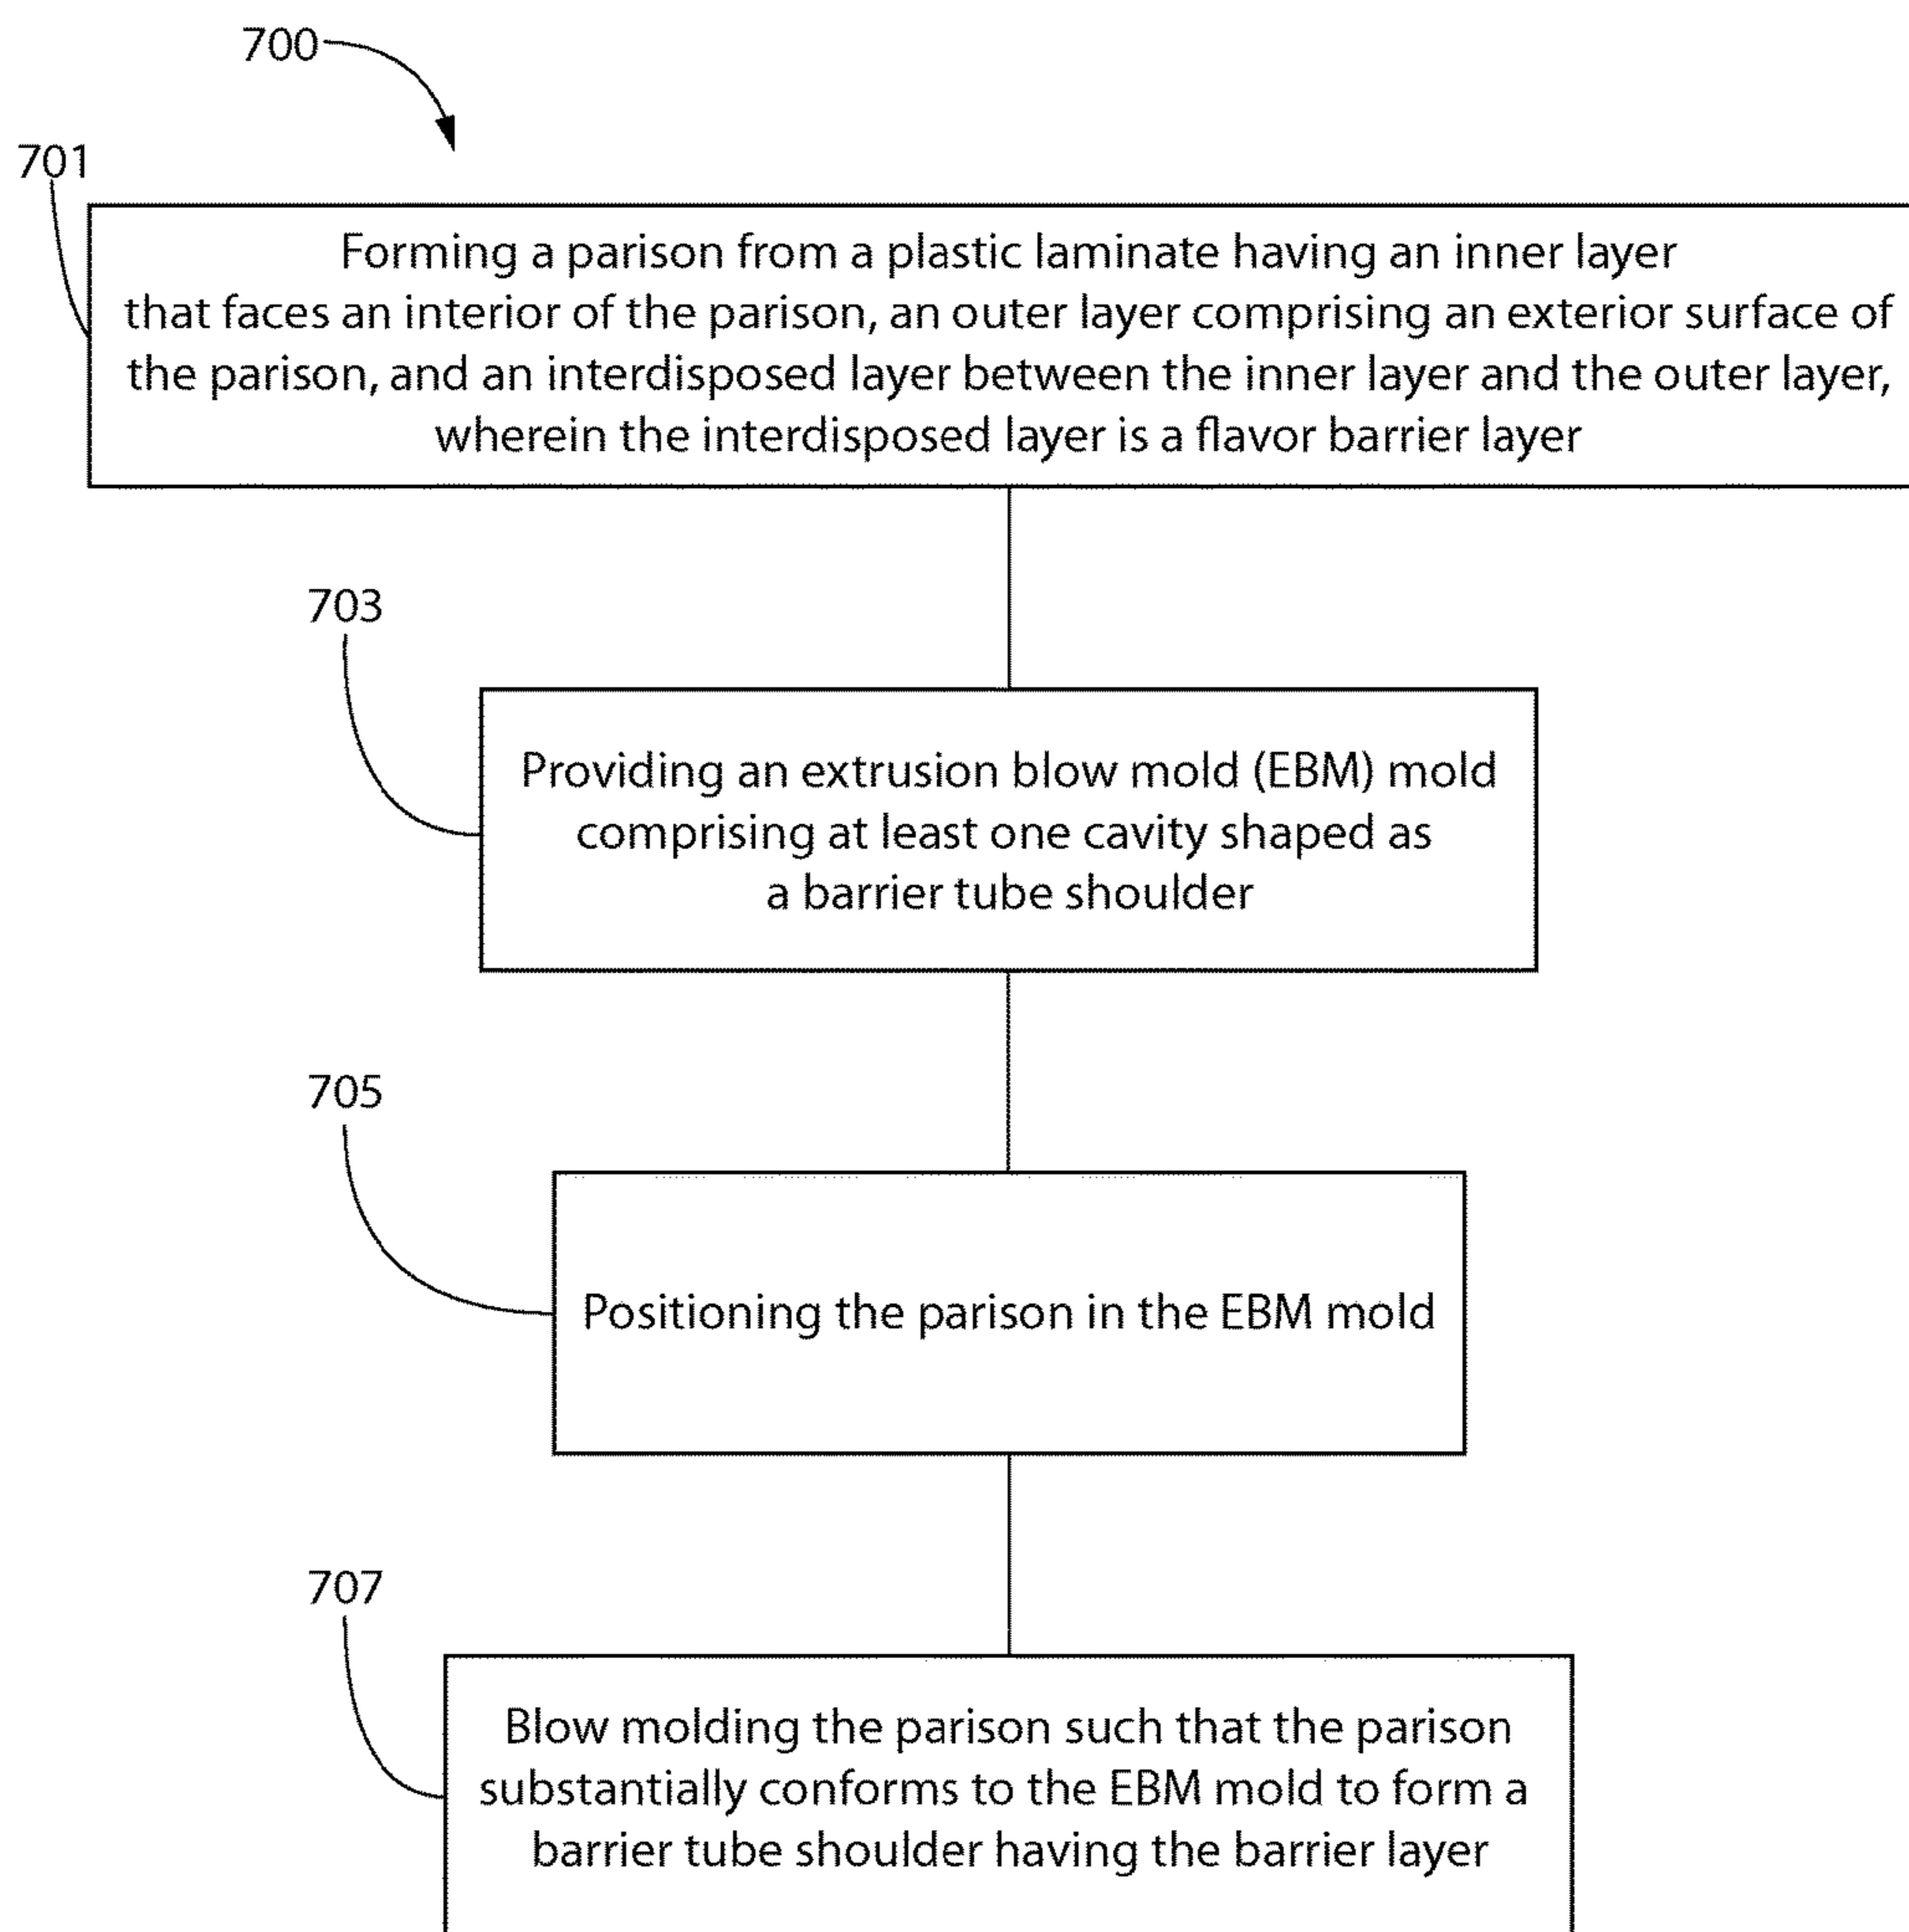 700
701
Forming a parison from a plastic laminate having an inner layer
that faces an interior of the parison, an outer layer comprising an exterior surface of
the parison, and an interdisposed layer between the inner layer and the outer layer,
wherein the interdisposed layer is a flavor barrier layer
703
Providing an extrusion blow mold (EBM) mold
comprising at least one cavity shaped as
a barrier tube shoulder
705
Positioning the parison in the EBM mold
707
Blow molding the parison such that the parison
substantially conforms to the EBM mold to form a
barrier tube shoulder having the barrier layer